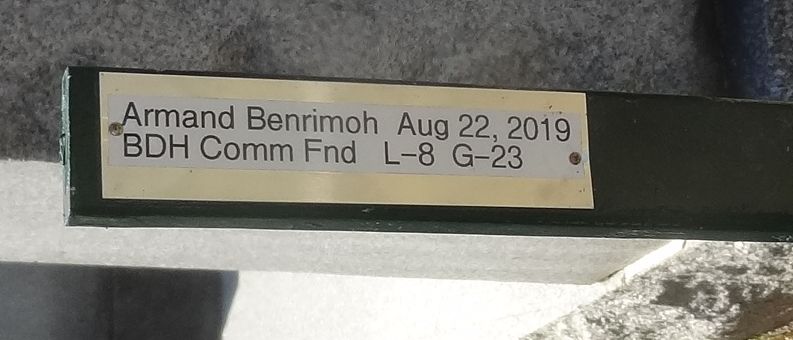 Armand Benrimoh Aug 22, 2019
BDH Comm Fnd L-8 G-23